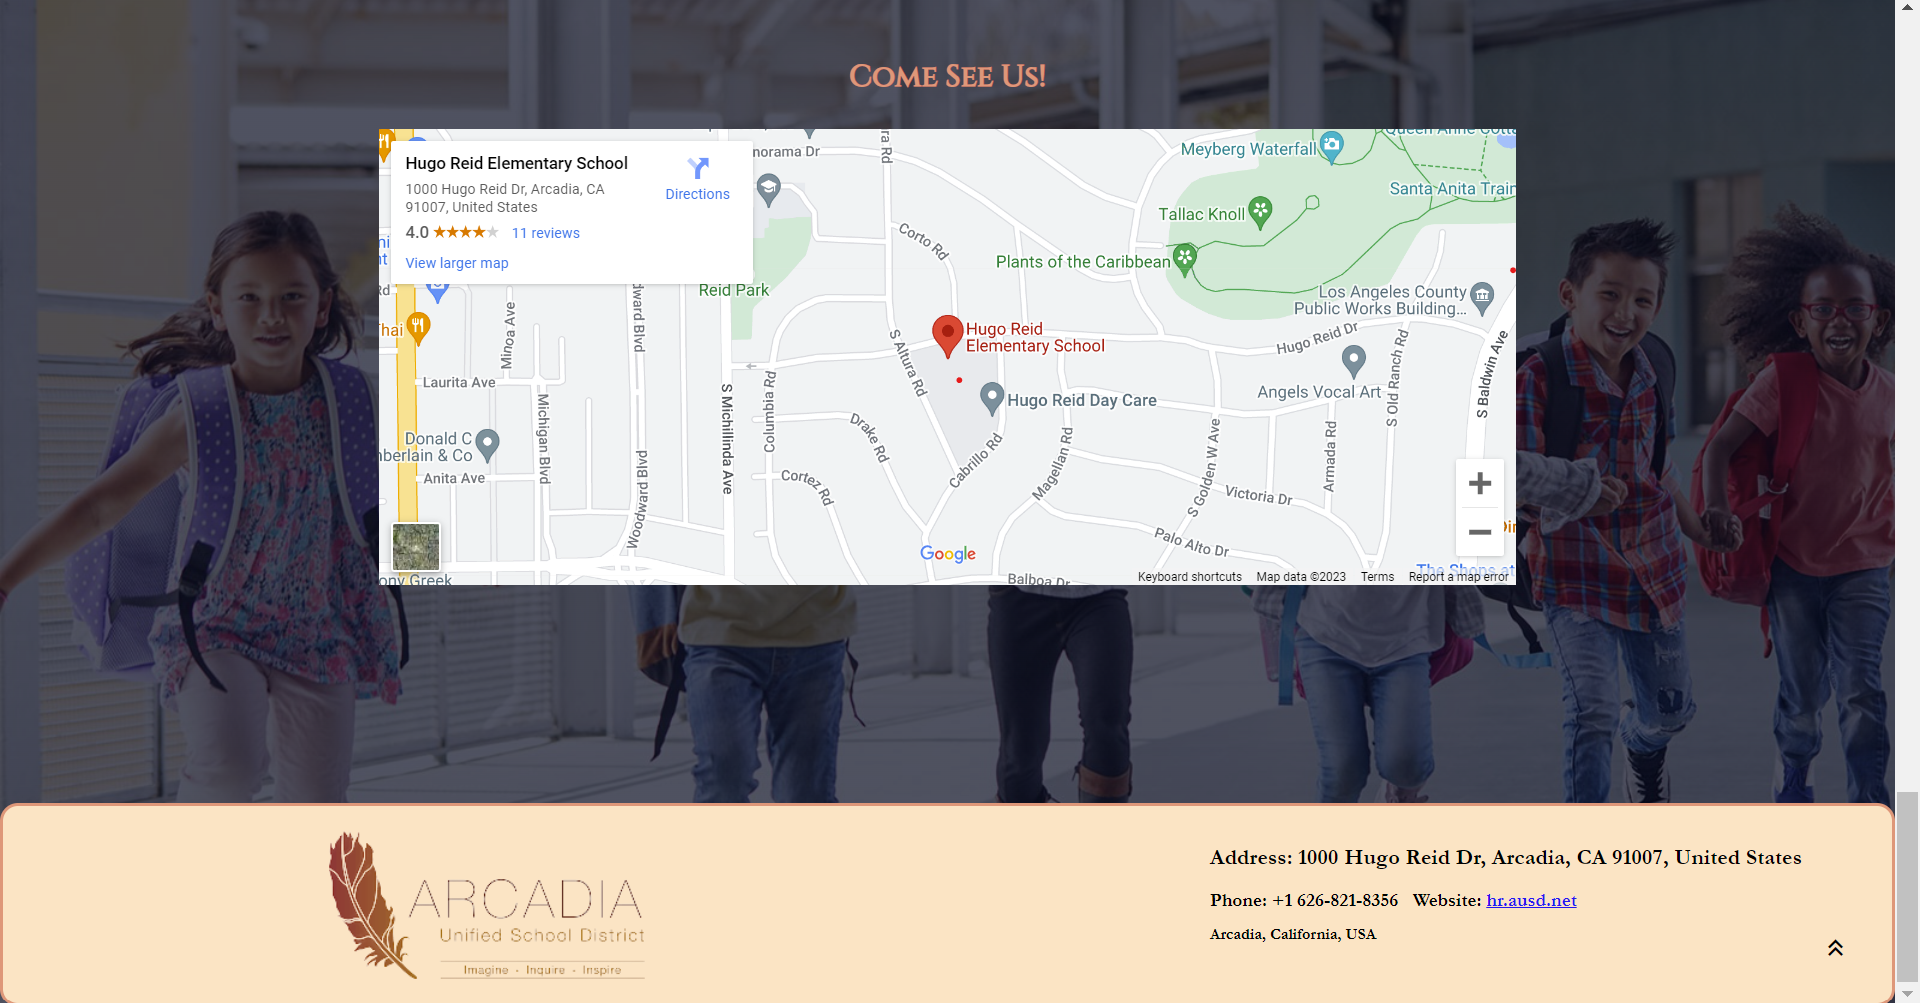 Come See Us!
Hugo Reid Elementary School
1000 Hugo Reid Dr, Arcadia, CA
91007, United States
4.0
11 reviews
View larger map
Directions
Meyberg Waterfall
Santa Anita Train
Tallac Knoll
Plants of the Caribbean
Los Angeles County
Public Works Building...
Corto Rd
Reid Park
Hugo Reid
Elementary School
Hugo Reid Dr
S Altura Rd
Minoa Ave
Laurita Ave
Michigan Blvd
S Michillinda Ave
Columbia Rd
Hugo Reid Day Care
Angels Vocal Art
S Old Ranch Rd
S Baldwin Ave
Donald C
berlain & Co
Anita Ave
Woodward Blvd
Drake Rd
Cortez Rd
Cabrillo Rd
Magellan Rd
S Golden W Ave
Armada Rd
Victoria Dr
Palo Alto Dr
Balboa Dr
The Shops at
ony Greek
Google
Keyboard shortcuts
Map data ©2023
Terms
Report a map error
ARCADIA
Unified School District
Imagine · Inquire · Inspire
Address: 1000 Hugo Reid Dr, Arcadia, CA 91007, United States
Phone: +1 626-821-8356 Website: hr.ausd.net
Arcadia, California, USA